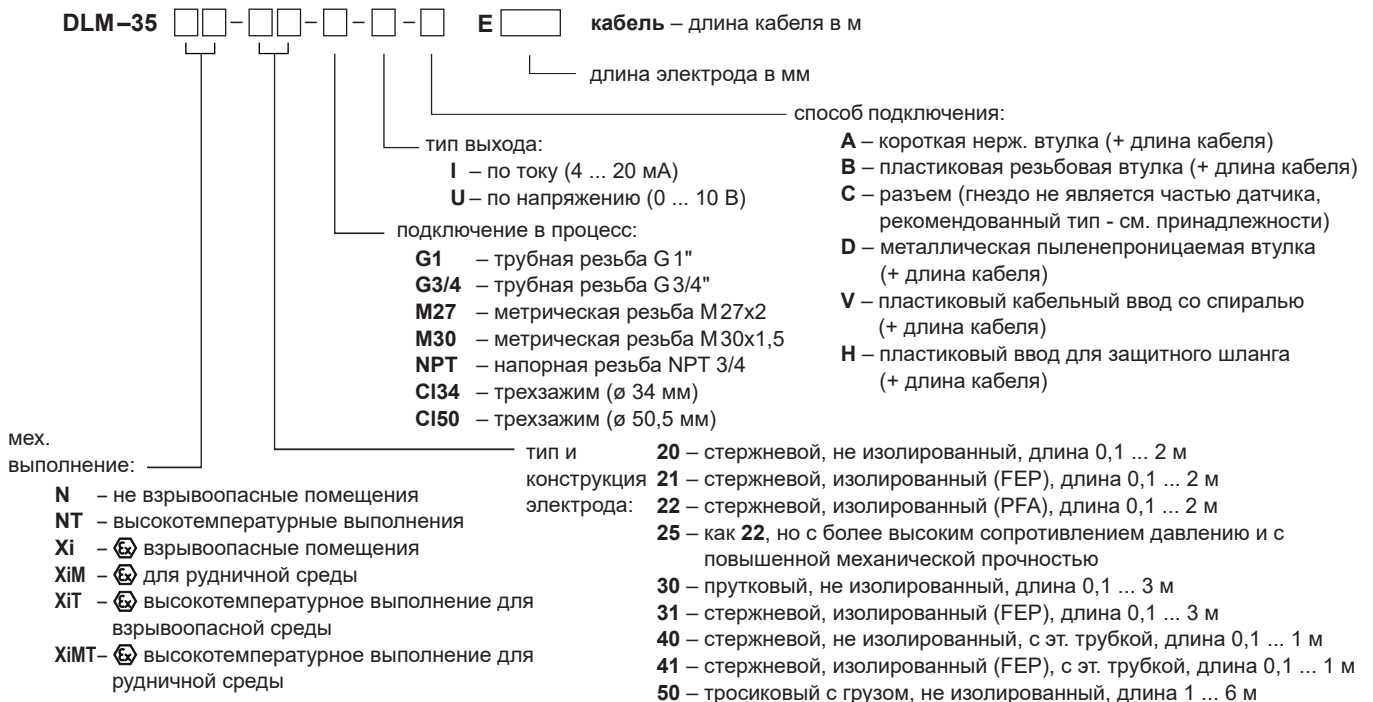 DLM–35 – – – – E кабель – длина кабеля в м
длина электрода в мм
способ подключения:
A – короткая нерж. втулка (+ длина кабеля)
B – пластиковая резьбовая втулка (+ длина кабеля)
C – разъем (гнездо не является частью датчика,
рекомендованный тип - см. принадлежности)
D – металлическая пыленепроницаемая втулка
(+ длина кабеля)
V – пластиковый кабельный ввод со спиралью
(+ длина кабеля)
H – пластиковый ввод для защитного шланга
(+ длина кабеля)
тип выхода:
I – по току (4 ... 20 мА)
U – по напряжению (0 ... 10 В)
подключение в процесс:
G1 – трубная резьба G 1"
G3/4 – трубная резьба G 3/4"
M27 – метрическая резьба M 27x2
M30 – метрическая резьба M 30x1,5
NPT – напорная резьба NPT 3/4
Cl34 – трехзажим (ø 34 мм)
Cl50 – трехзажим (ø 50,5 мм)
тип и
конструкция
электрода:
20 – стержневой, не изолированный, длина 0,1 ... 2 м
21 – стержневой, изолированный (FEP), длина 0,1 ... 2 м
22 – стержневой, изолированный (PFA), длина 0,1 ... 2 м
25 – как 22, но с более высоким сопротивлением давлению и с
повышенной механической прочностью
30 – прутковый, не изолированный, длина 0,1 ... 3 м
31 – стержневой, изолированный (FEP), длина 0,1 ... 3 м
40 – стержневой, не изолированный, с эт. трубкой, длина 0,1 ... 1 м
41 – стержневой, изолированный (FEP), с эт. трубкой, длина 0,1 ... 1 м
50 – тросиковый с грузом, не изолированный, длина 1 ... 6 м
мех.
выполнение:
N – не взрывоопасные помещения
NT – высокотемпературные выполнения
Xi – Ex взрывоопасные помещения
XiM – Ex для рудничной среды
XiT – Ex высокотемпературное выполнение для
взрывоопасной среды
XiMT– Ex высокотемпературное выполнение для
рудничной среды